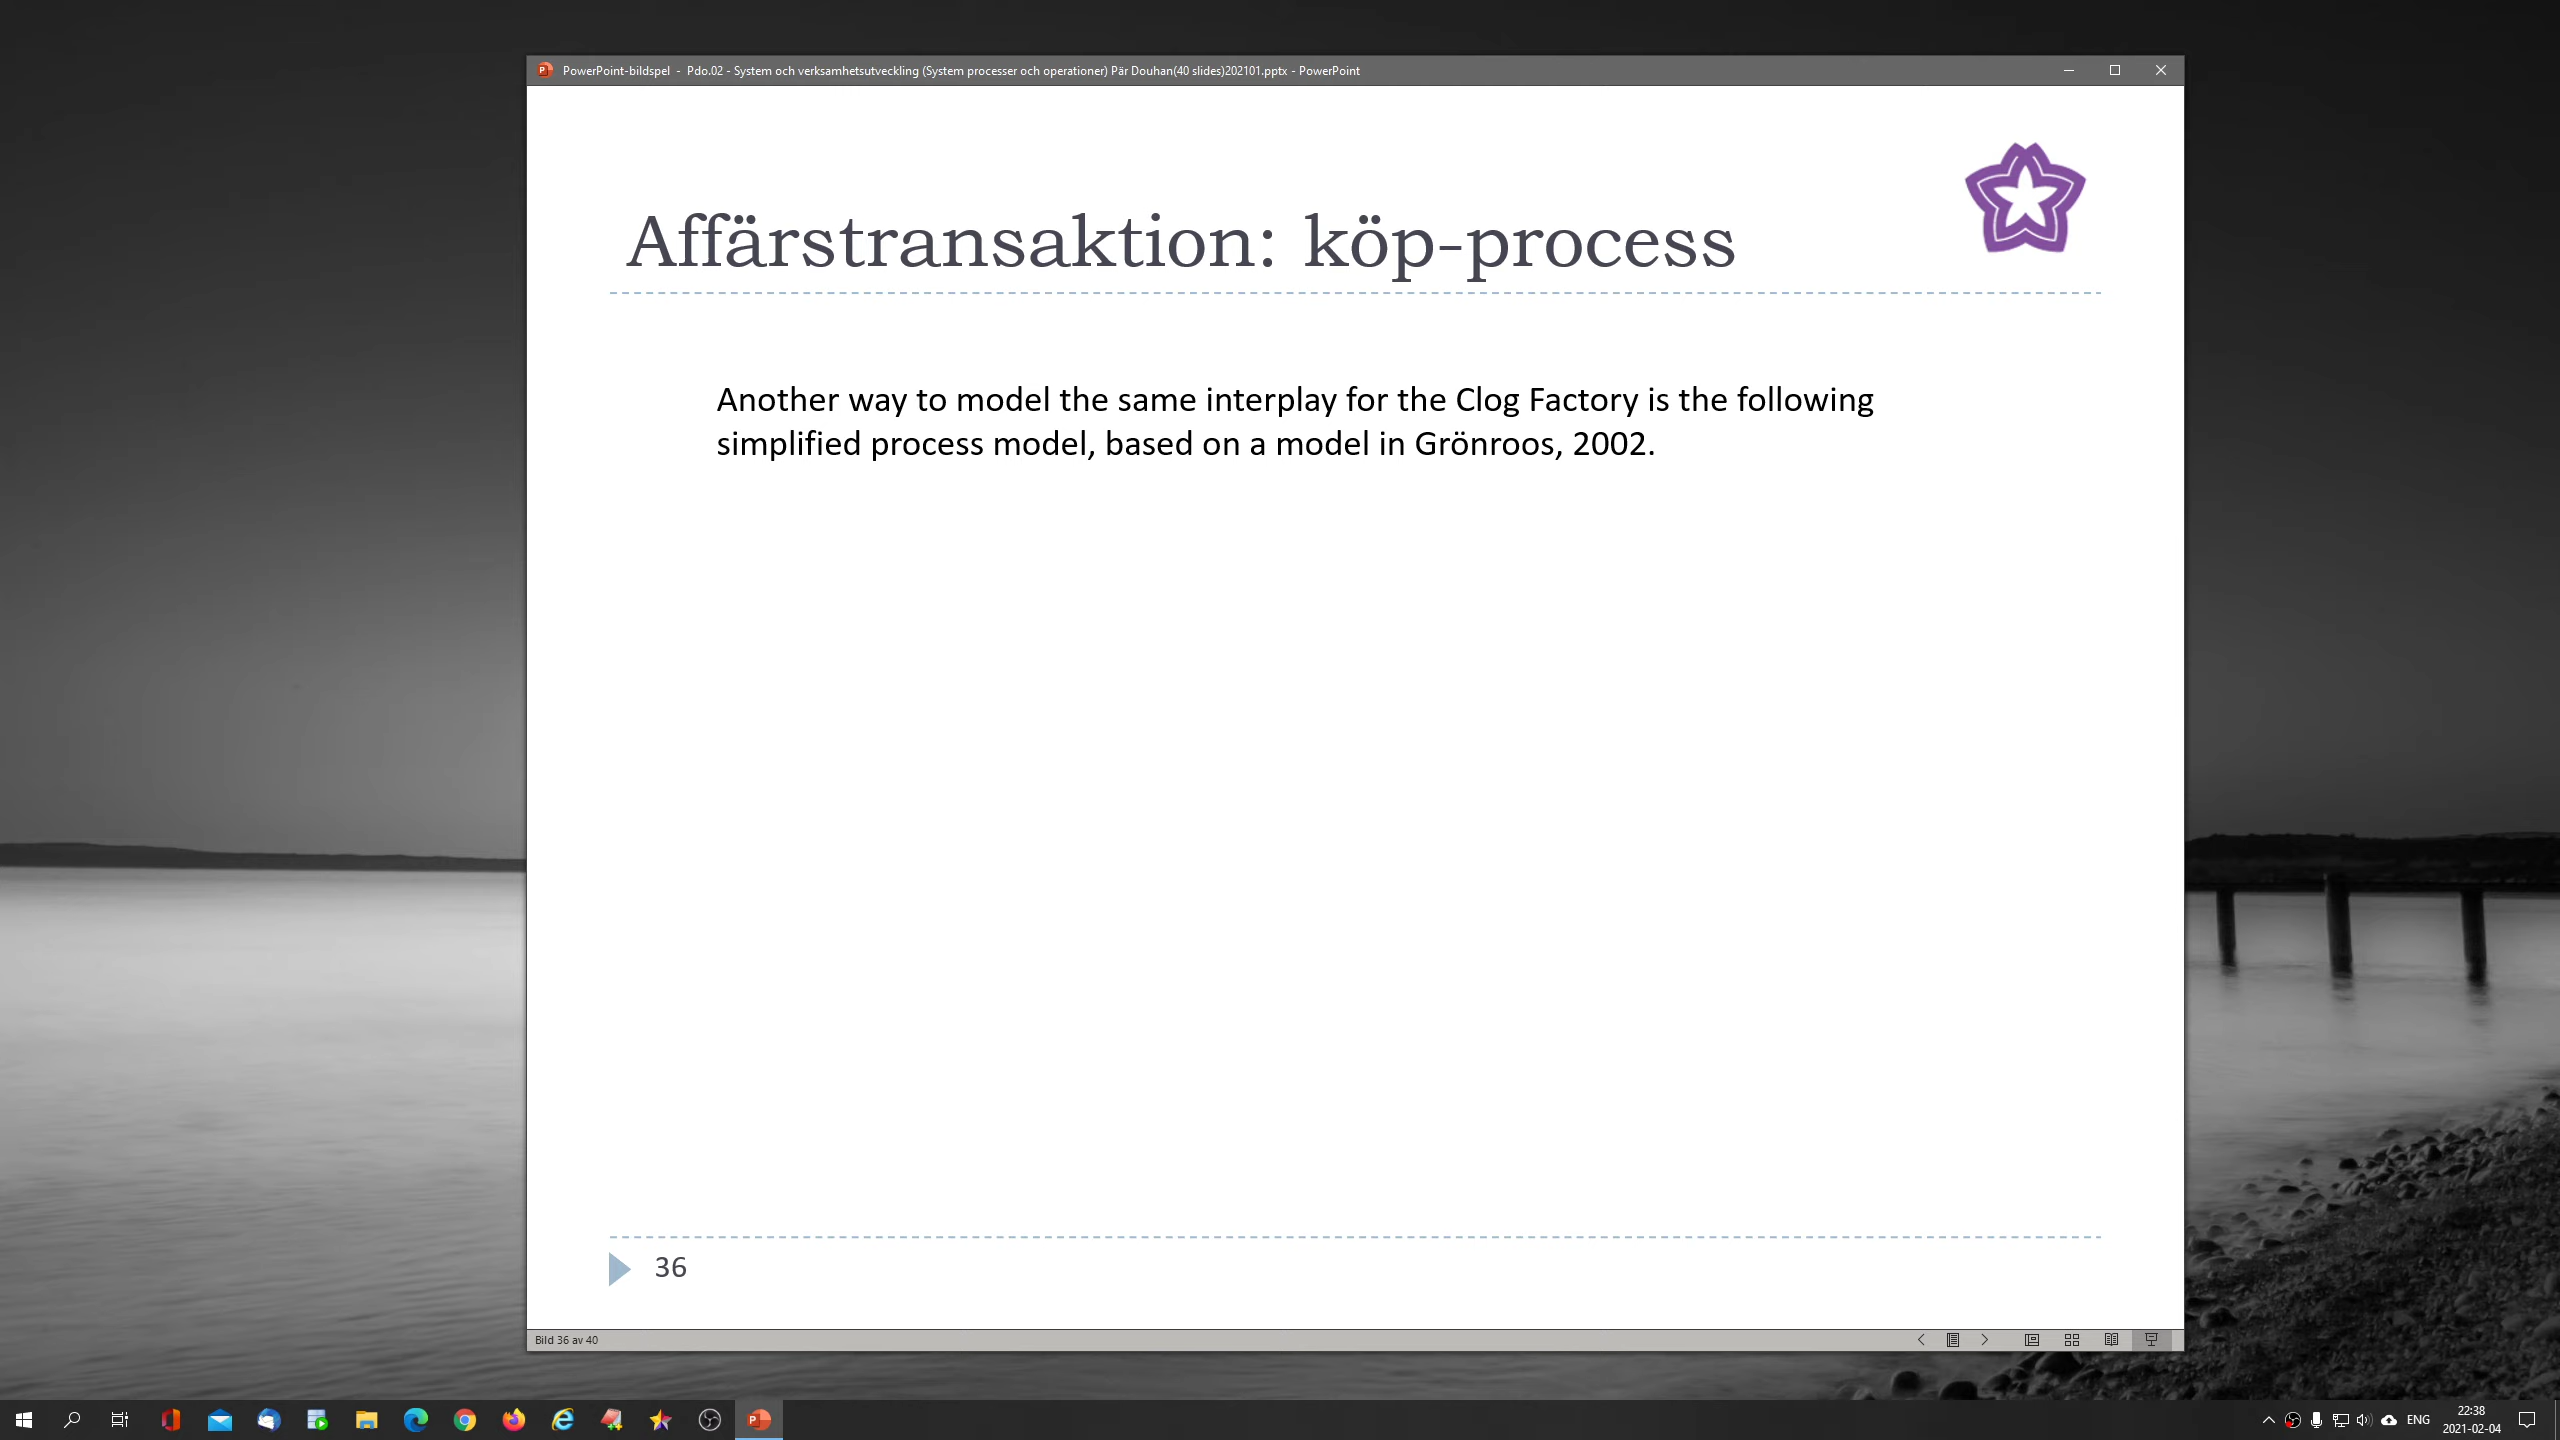 PowerPoint-bildspel - Pdo.02 - System och verksamhetsutveckling (System processer och operationer) Pär Douhan(40 slides)202101.pptx - PowerPoint
Affärstransaktion: köp-process
Another way to model the same interplay for the Clog Factory is the following
simplified process model, based on a model in Grönroos, 2002.
36
Bild 36 av 40
ENG
22:38
2021-02-04